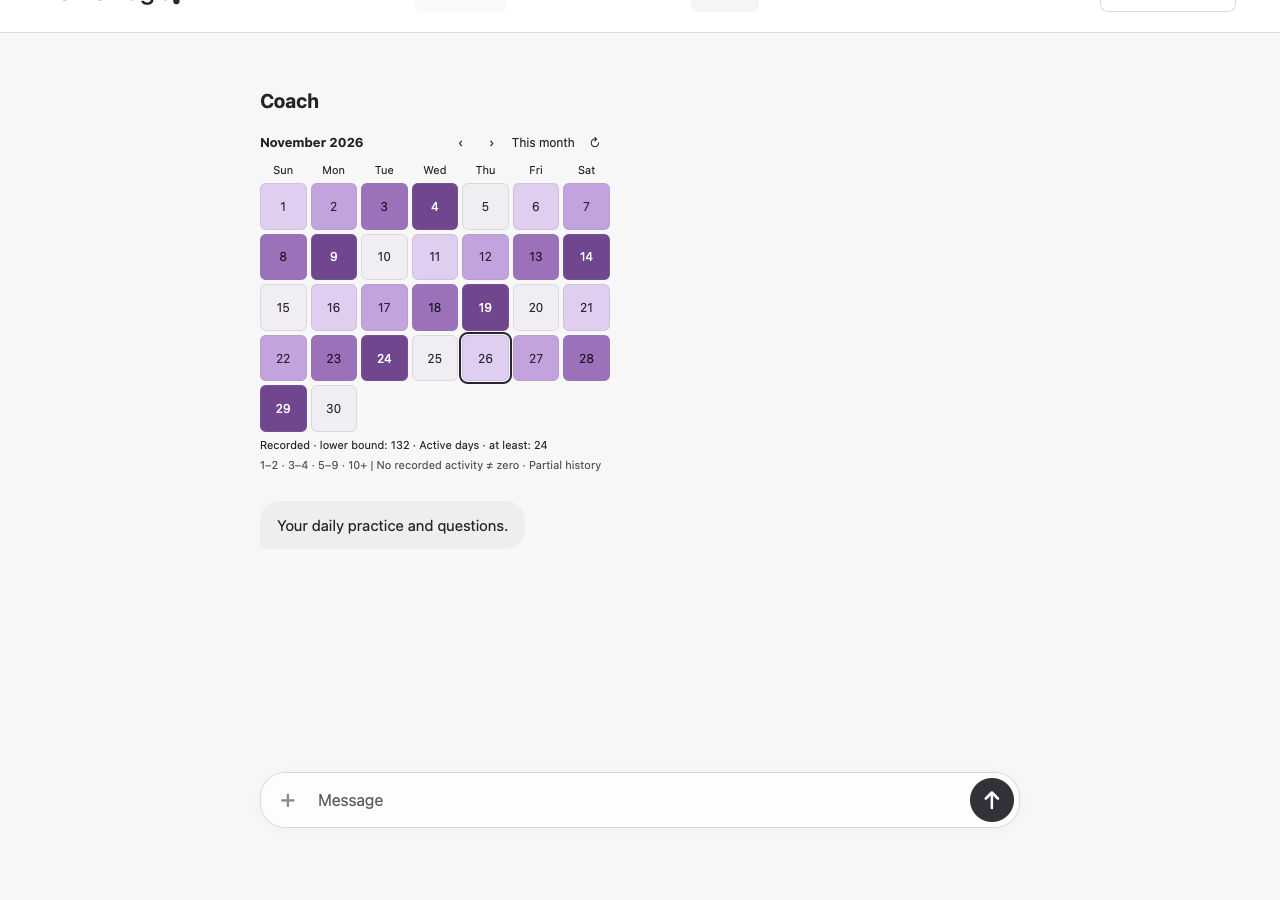 Coach
November 2026 ‹ › This month ↻
Sun Mon Tue Wed Thu Fri Sat
1 2 3 4 5 6 7
8 9 10 11 12 13 14
15 16 17 18 19 20 21
22 23 24 25 26 27 28
29 30
Recorded · lower bound: 132 · Active days · at least: 24
1–2 · 3–4 · 5–9 · 10+ | No recorded activity ≠ zero · Partial history
Your daily practice and questions.
Message